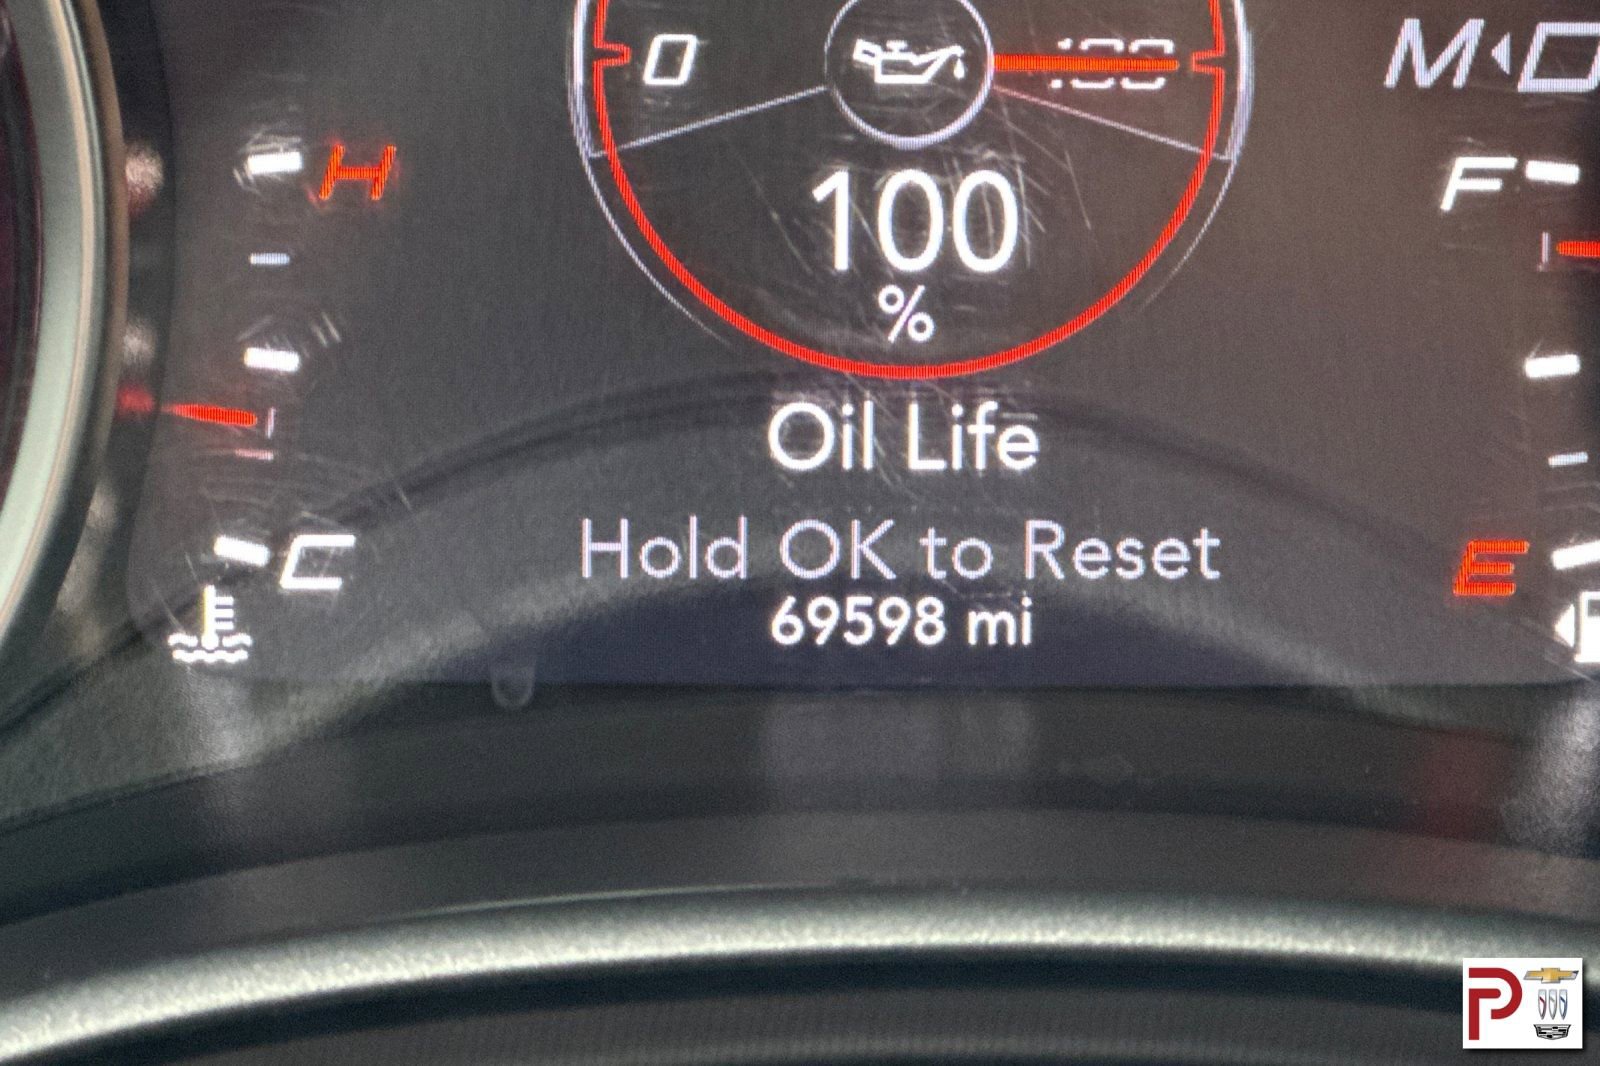 0 100 M
H F
100
%
Oil Life
Hold OK to Reset
C E
69598 mi
P